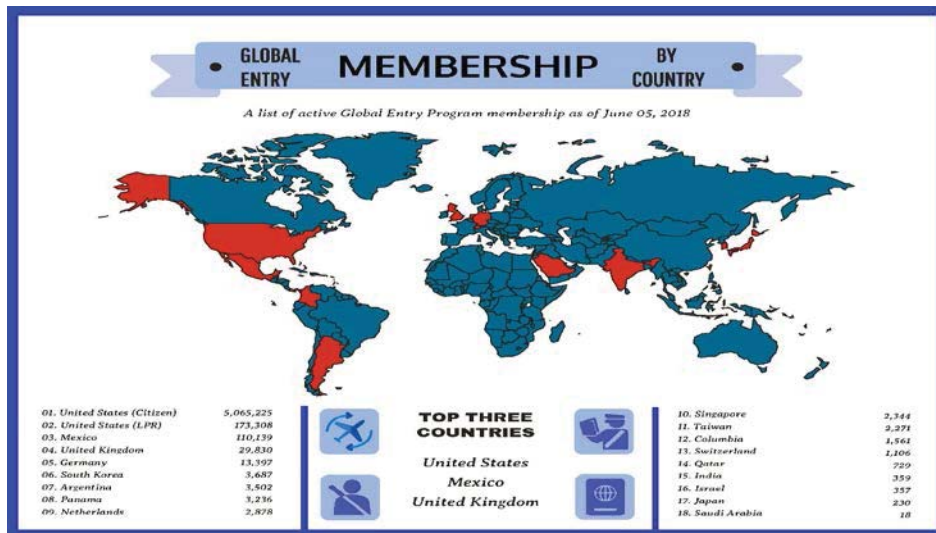 GLOBAL ENTRY MEMBERSHIP BY COUNTRY
A list of active Global Entry Program membership as of June 05, 2018
01. United States (Citizen) 5,065,225
02. United States (LPR) 173,308
03. Mexico 110,139
04. United Kingdom 29,830
05. Germany 13,397
06. South Korea 3,687
07. Argentina 3,502
08. Panama 3,236
09. Netherlands 2,878
TOP THREE
COUNTRIES
United States
Mexico
United Kingdom
10. Singapore 2,344
11. Taiwan 2,271
12. Columbia 1,561
13. Switzerland 1,106
14. Qatar 729
15. India 359
16. Israel 357
17. Japan 230
18. Saudi Arabia 18